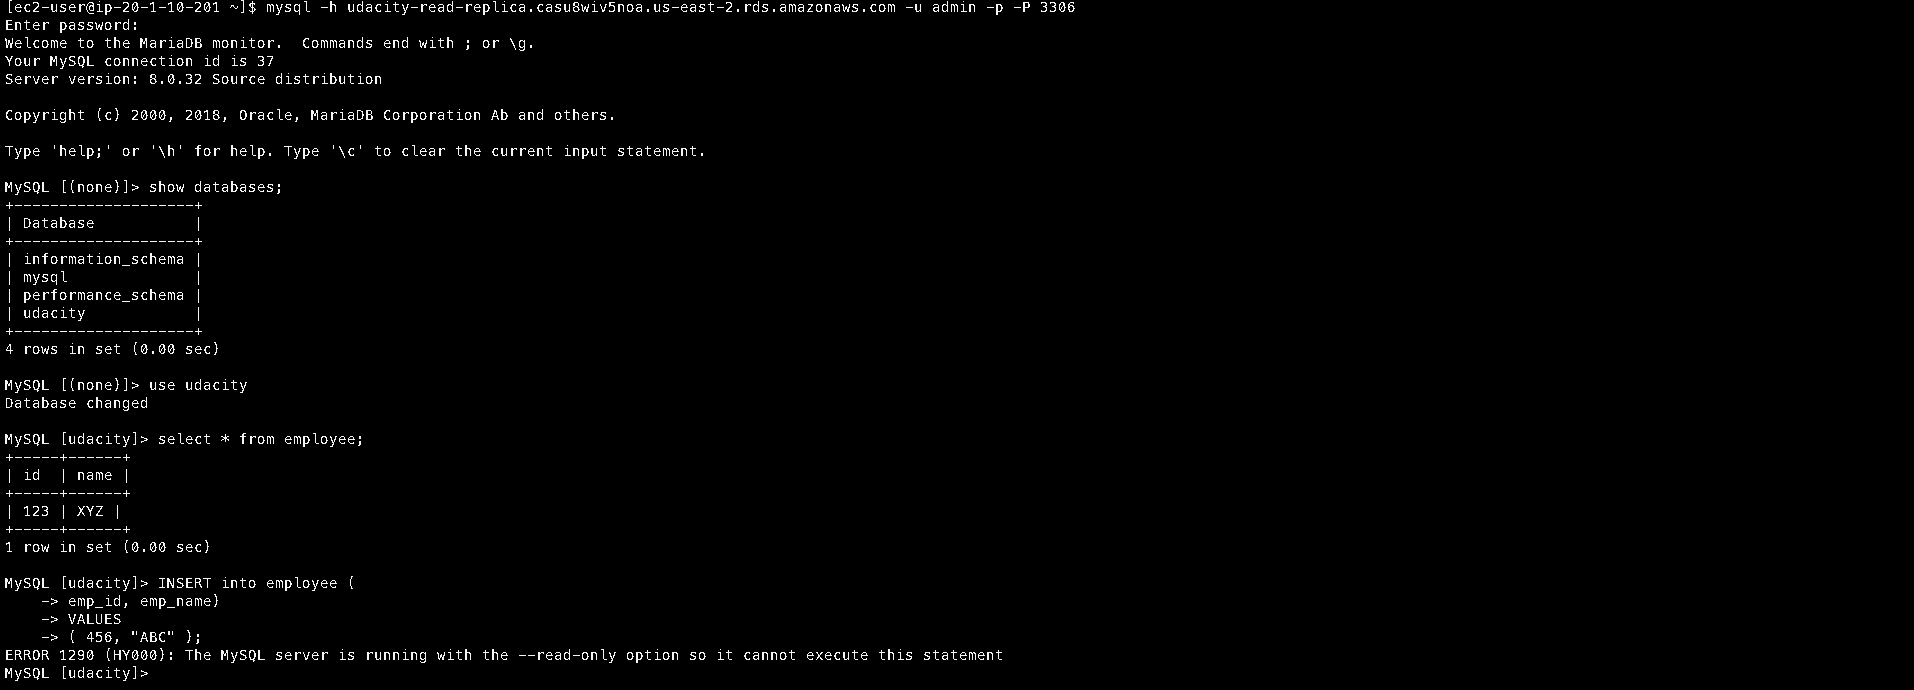 [ec2-user@ip-20-1-10-201 ~]$ mysql -h udacity-read-replica.casu8wiv5noa.us-east-2.rds.amazonaws.com -u admin -p -P 3306
Enter password:
Welcome to the MariaDB monitor.  Commands end with ; or \g.
Your MySQL connection id is 37
Server version: 8.0.32 Source distribution

Copyright (c) 2000, 2018, Oracle, MariaDB Corporation Ab and others.

Type 'help;' or '\h' for help. Type '\c' to clear the current input statement.

MySQL [(none)]> show databases;
+--------------------+
| Database           |
+--------------------+
| information_schema |
| mysql              |
| performance_schema |
| udacity            |
+--------------------+
4 rows in set (0.00 sec)

MySQL [(none)]> use udacity
Database changed

MySQL [udacity]> select * from employee;
+-----+------+
| id  | name |
+-----+------+
| 123 | XYZ |
+-----+------+
1 row in set (0.00 sec)

MySQL [udacity]> INSERT into employee (
    -> emp_id, emp_name)
    -> VALUES
    -> ( 456, "ABC" );
ERROR 1290 (HY000): The MySQL server is running with the --read-only option so it cannot execute this statement
MySQL [udacity]>